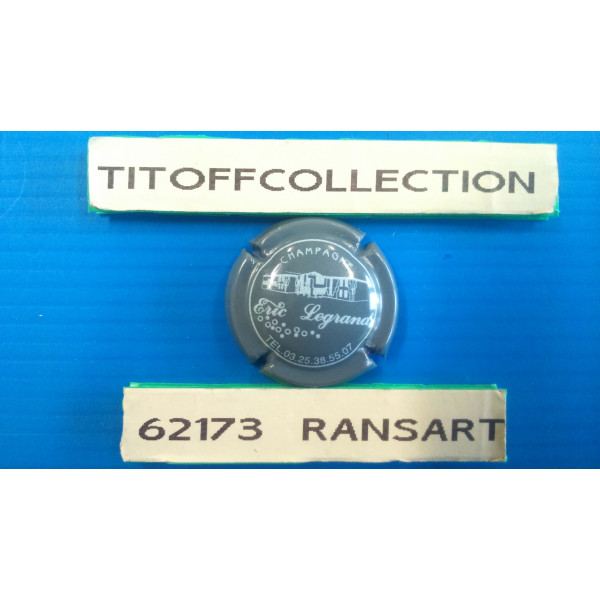 TITOFFCOLLECTION
CHAMPAGNE
Eric Legrand
TEL.03.25.38.55.07
62173 RANSART